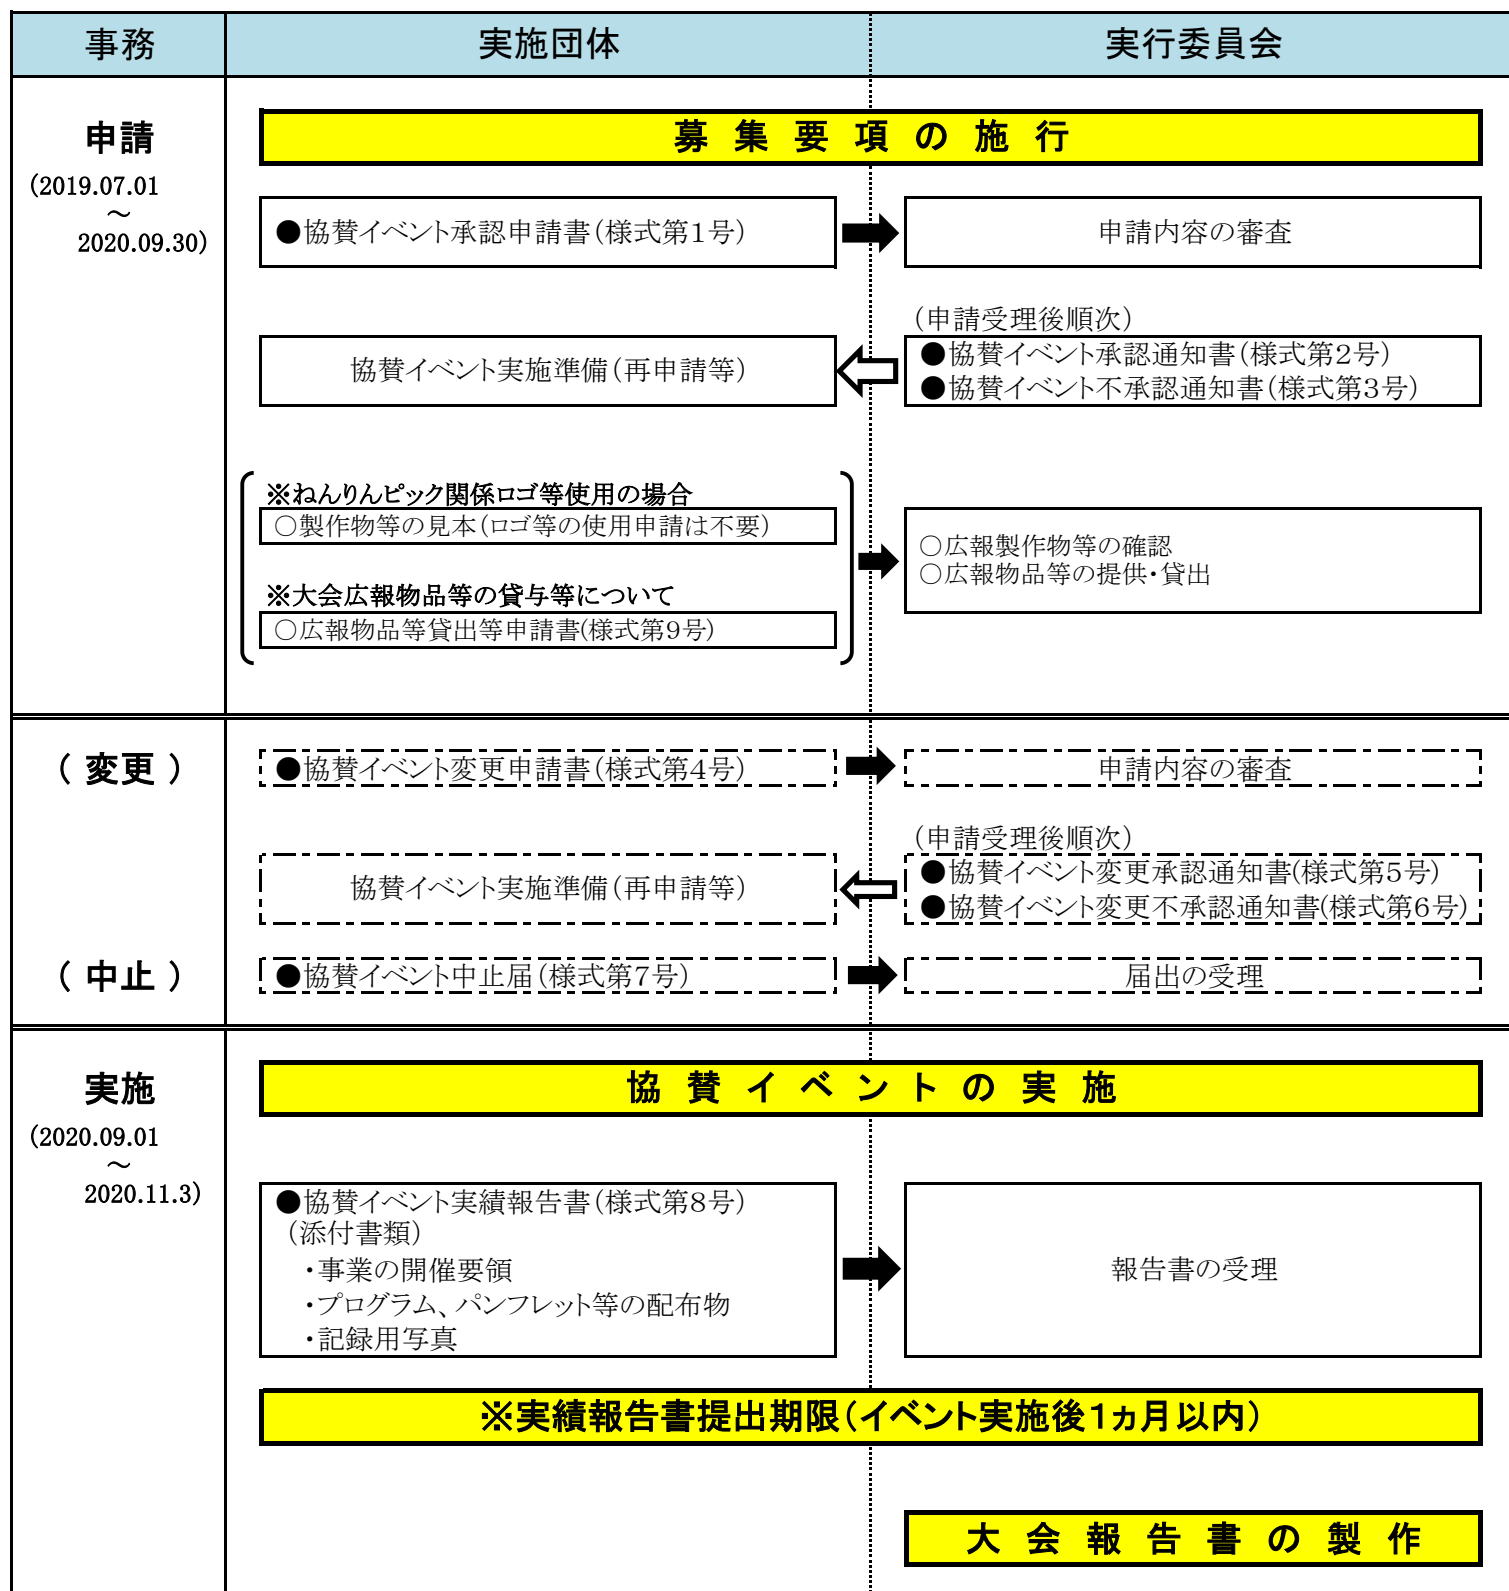 事務
実施団体
実行委員会
申請
(2019.07.01
～
2020.09.30)
募集要項の施行
●協賛イベント承認申請書(様式第1号)
申請内容の審査
(申請受理後順次)
協賛イベント実施準備(再申請等)
●協賛イベント承認通知書(様式第2号)
●協賛イベント不承認通知書(様式第3号)
※ねんりんピック関係ロゴ等使用の場合
○製作物等の見本(ロゴ等の使用申請は不要)
※大会広報物品等の貸与等について
○広報物品等貸出等申請書(様式第9号)
○広報製作物等の確認
○広報物品等の提供・貸出
(変更)
●協賛イベント変更申請書(様式第4号)
申請内容の審査
(申請受理後順次)
協賛イベント実施準備(再申請等)
●協賛イベント変更承認通知書(様式第5号)
●協賛イベント変更不承認通知書(様式第6号)
(中止)
●協賛イベント中止届(様式第7号)
届出の受理
実施
(2020.09.01
～
2020.11.3)
協賛イベントの実施
●協賛イベント実績報告書(様式第8号)
(添付書類)
・事業の開催要領
・プログラム、パンフレット等の配布物
・記録用写真
報告書の受理
※実績報告書提出期限(イベント実施後1ヵ月以内)
大会報告書の製作